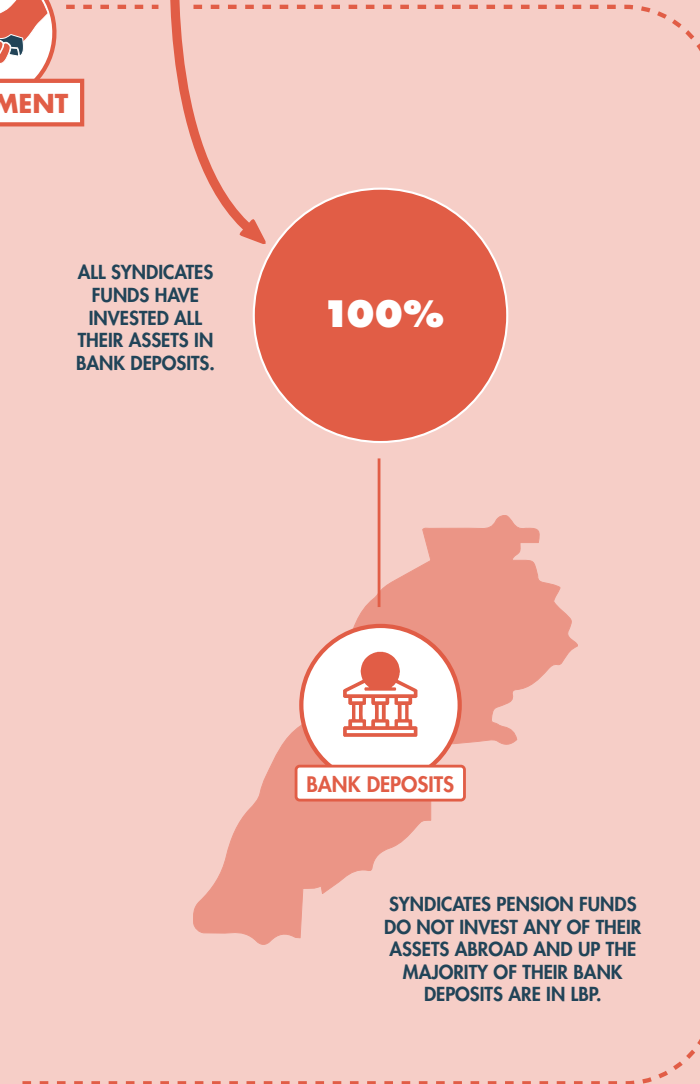 MENT
ALL SYNDICATES
FUNDS HAVE
INVESTED ALL
THEIR ASSETS IN
BANK DEPOSITS.
100%
BANK DEPOSITS
SYNDICATES PENSION FUNDS
DO NOT INVEST ANY OF THEIR
ASSETS ABROAD AND UP THE
MAJORITY OF THEIR BANK
DEPOSITS ARE IN LBP.